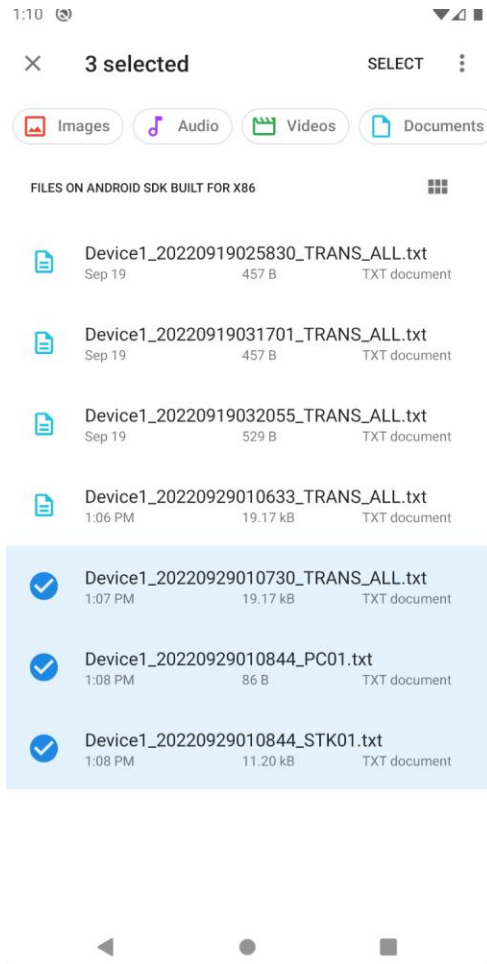 1:10
3 selected
SELECT
Images Audio Videos Documents
FILES ON ANDROID SDK BUILT FOR X86
Device1_20220919025830_TRANS_ALL.txt
Sep 19 457 B TXT document
Device1_20220919031701_TRANS_ALL.txt
Sep 19 457 B TXT document
Device1_20220919032055_TRANS_ALL.txt
Sep 19 529 B TXT document
Device1_20220929010633_TRANS_ALL.txt
1:06 PM 19.17 kB TXT document
Device1_20220929010730_TRANS_ALL.txt
1:07 PM 19.17 kB TXT document
Device1_20220929010844_PC01.txt
1:08 PM 86 B TXT document
Device1_20220929010844_STK01.txt
1:08 PM 11.20 kB TXT document